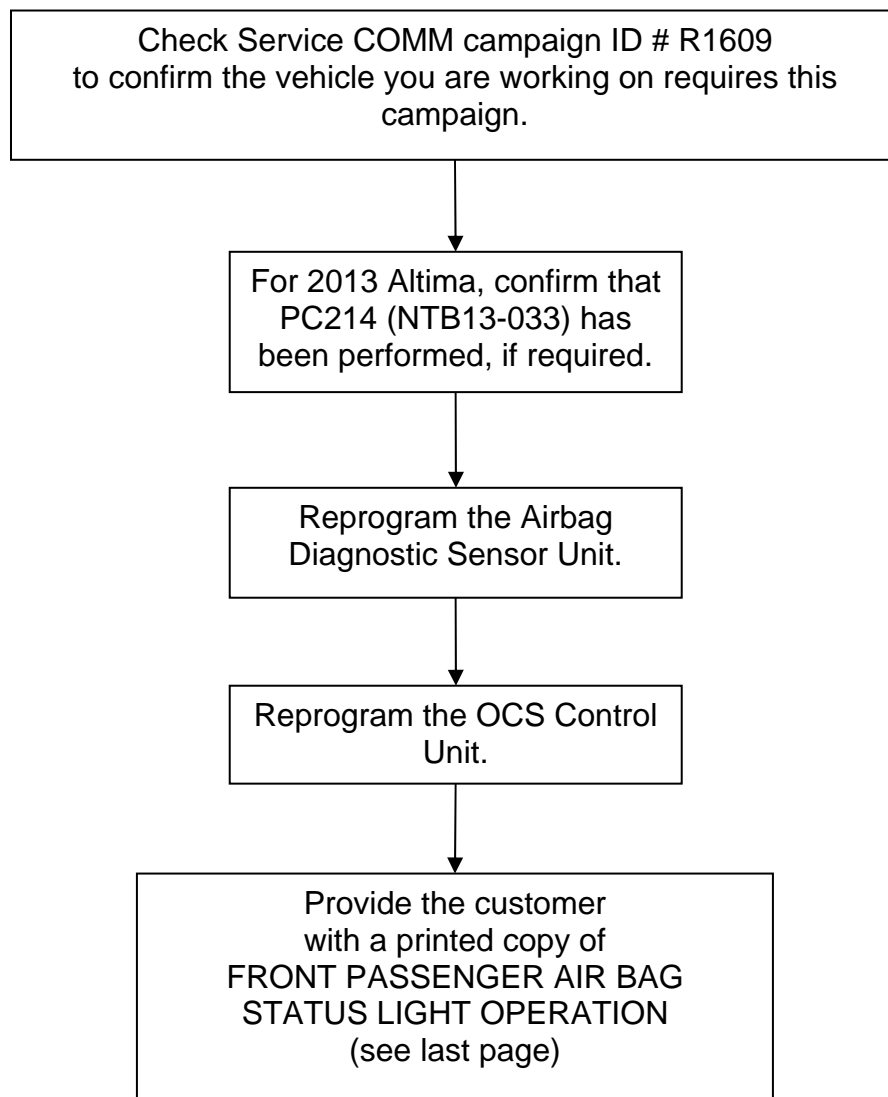 Check Service COMM campaign ID # R1609
to confirm the vehicle you are working on requires this
campaign.
For 2013 Altima, confirm that
PC214 (NTB13-033) has
been performed, if required.
Reprogram the Airbag
Diagnostic Sensor Unit.
Reprogram the OCS Control
Unit.
Provide the customer
with a printed copy of
FRONT PASSENGER AIR BAG
STATUS LIGHT OPERATION
(see last page)